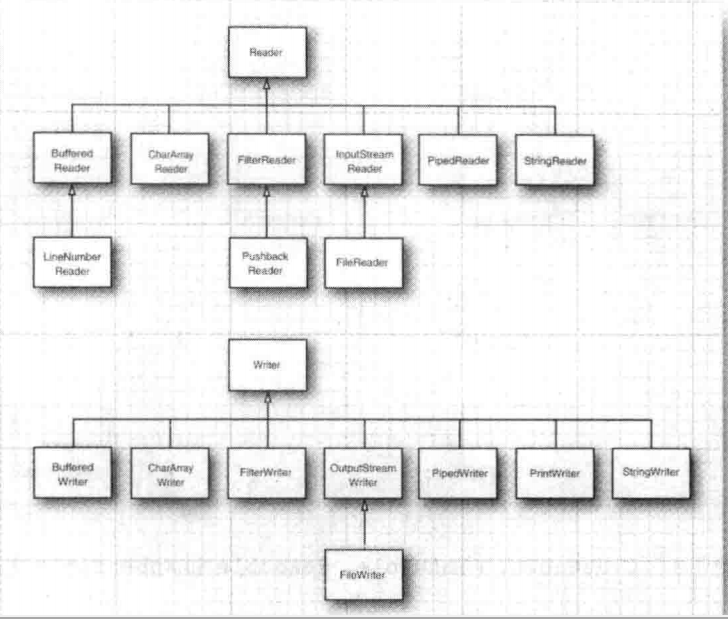 Reader
Buffered
Reader
CharArray
Reader
FilterReader
InputStream
Reader
PipedReader
StringReader
LineNumber
Reader
Pushback
Reader
FileReader
Writer
Buffered
Writer
CharArray
Writer
FilterWriter
OutputStream
Writer
PipedWriter
PrintWriter
StringWriter
FileWriter